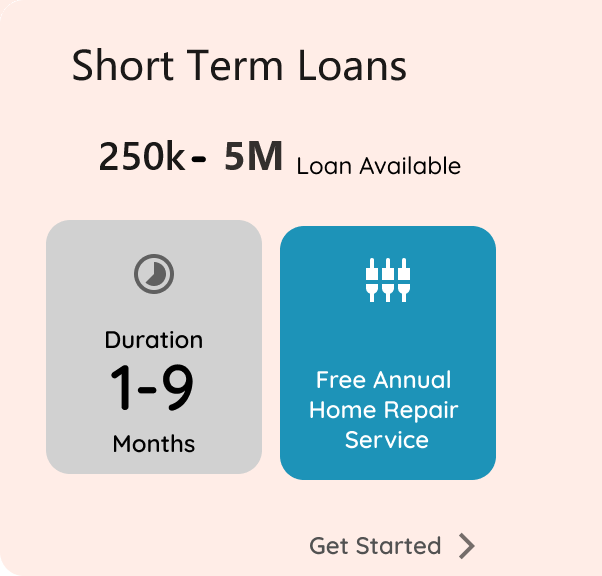 Short Term Loans
250k- 5M Loan Available
Duration
1-9
Months
Free Annual
Home Repair
Service
Get Started